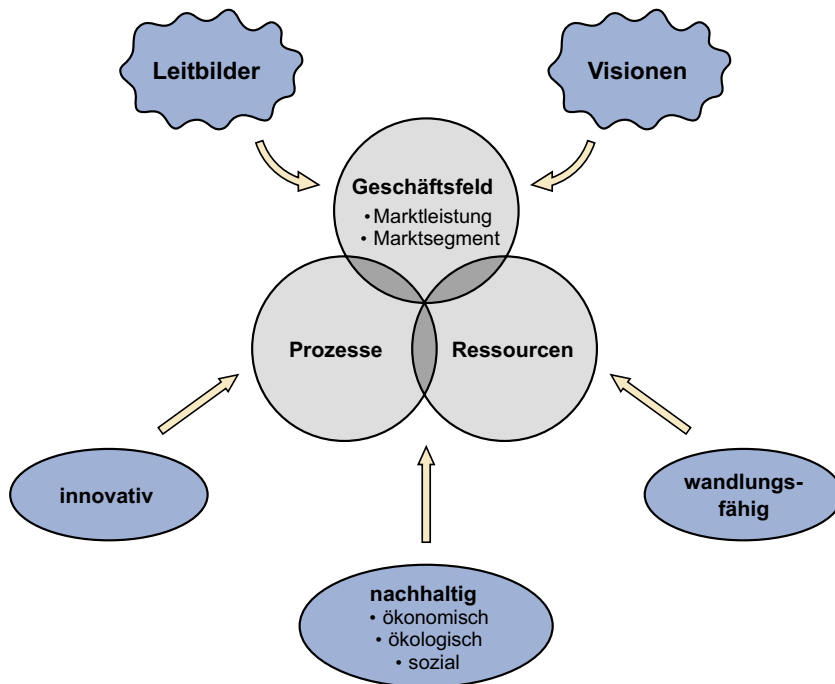 Leitbilder
Visionen
Geschäftsfeld
• Marktleistung
• Marktsegment
Prozesse
Ressourcen
innovativ
wandlungs-
fähig
nachhaltig
• ökonomisch
• ökologisch
• sozial